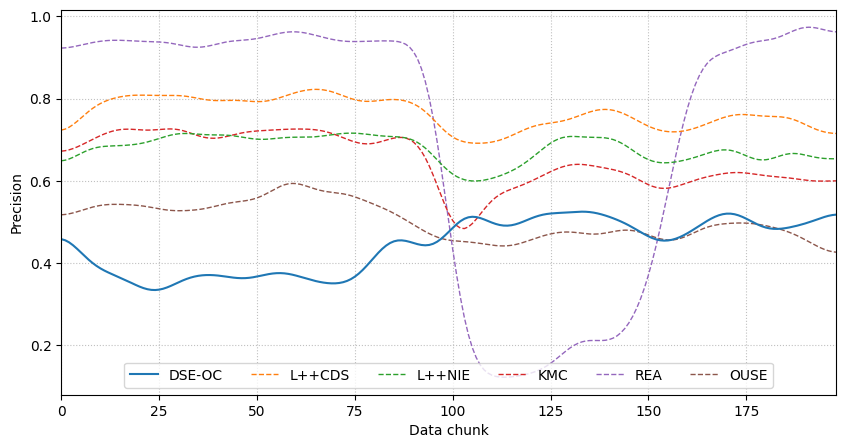 1.0
0.8
0.6
0.4
0.2
Precision
DSE-OC L++CDS L++NIE KMC REA OUSE
0 25 50 75 100 125 150 175
Data chunk